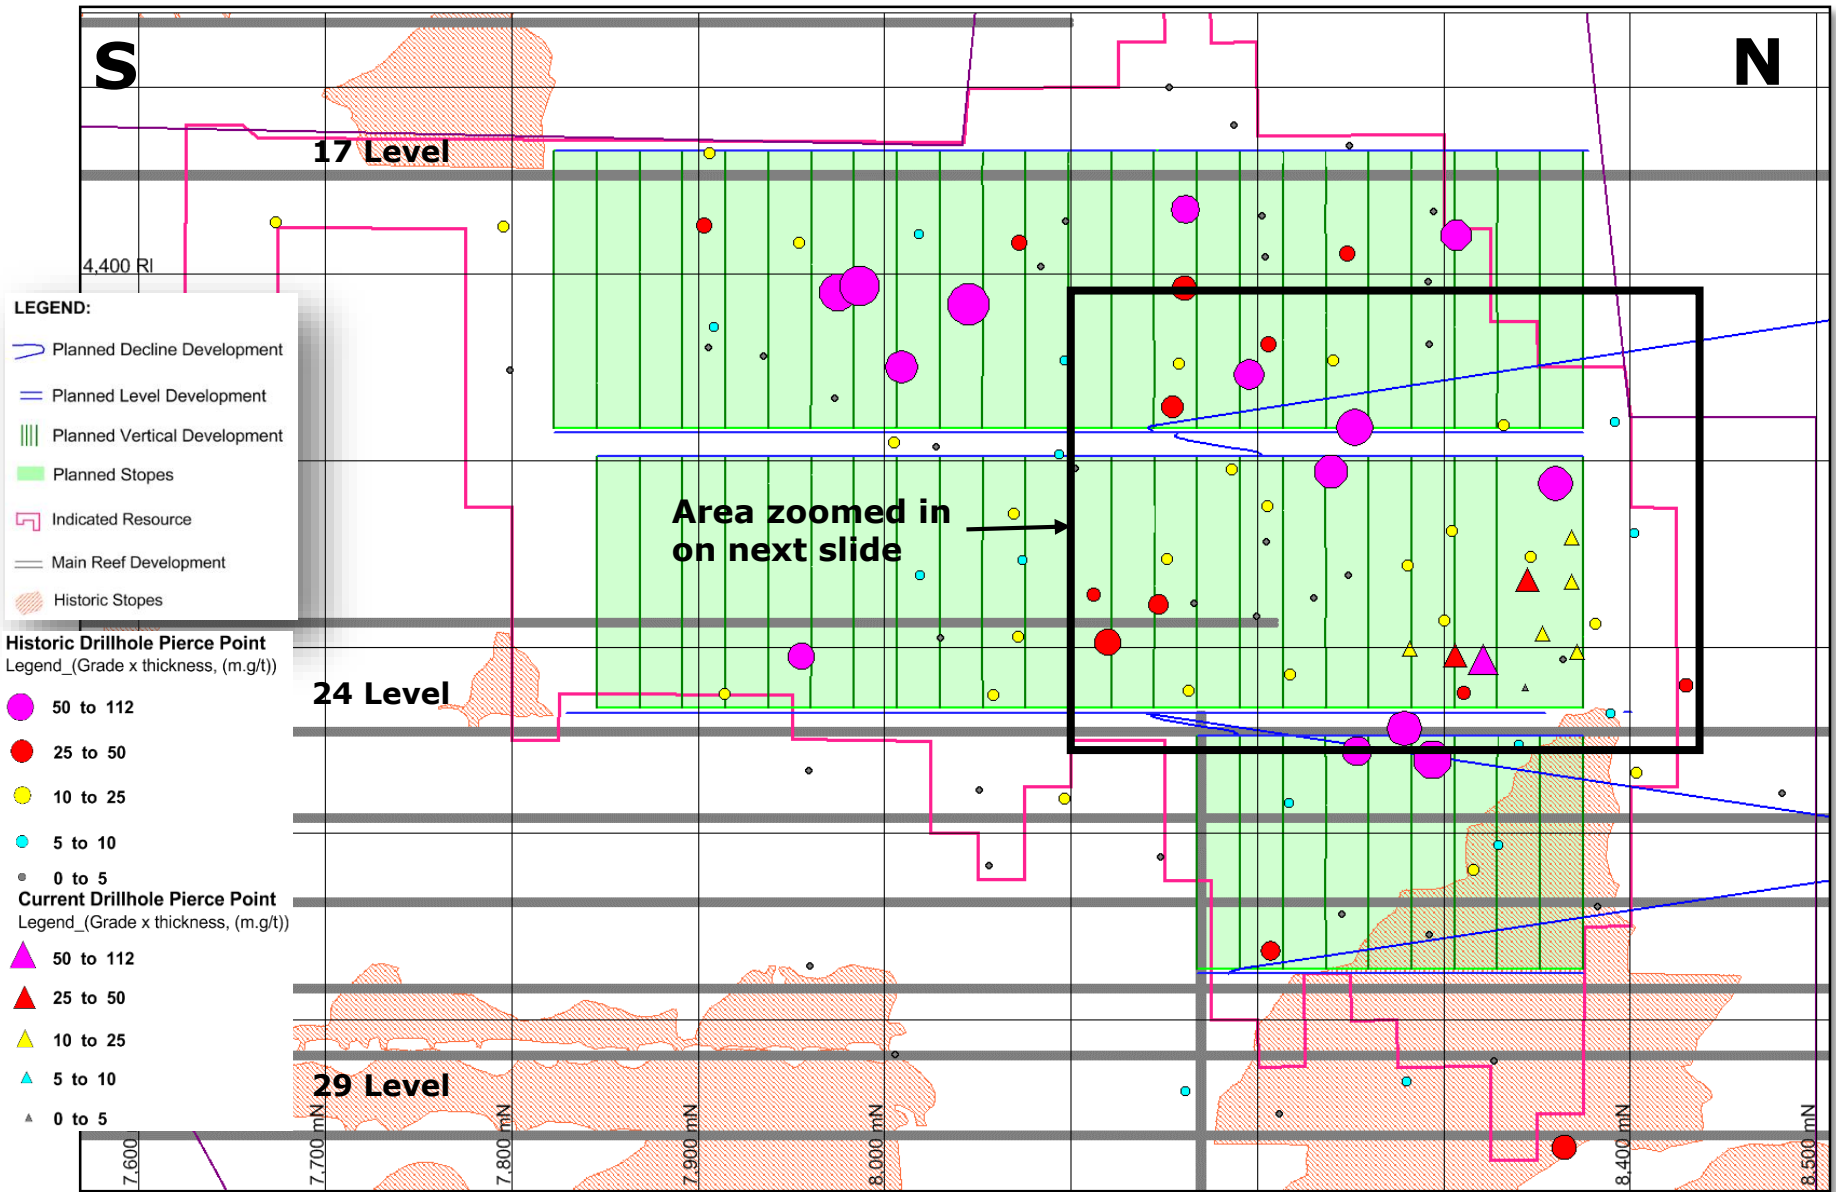 S
N
17 Level
4,400 Rl
LEGEND:
Planned Decline Development
Planned Level Development
Planned Vertical Development
Planned Stopes
Indicated Resource
Main Reef Development
Historic Stopes
Area zoomed in
on next slide
Historic Drillhole Pierce Point
Legend_(Grade x thickness, (m.g/t))
50 to 112
25 to 50
10 to 25
5 to 10
0 to 5
Current Drillhole Pierce Point
Legend_(Grade x thickness, (m.g/t))
50 to 112
25 to 50
10 to 25
5 to 10
0 to 5
24 Level
29 Level
7,600
7,700 mN
7,800 mN
7,900 mN
8,000 mN
8,400 mN
8,500 mN